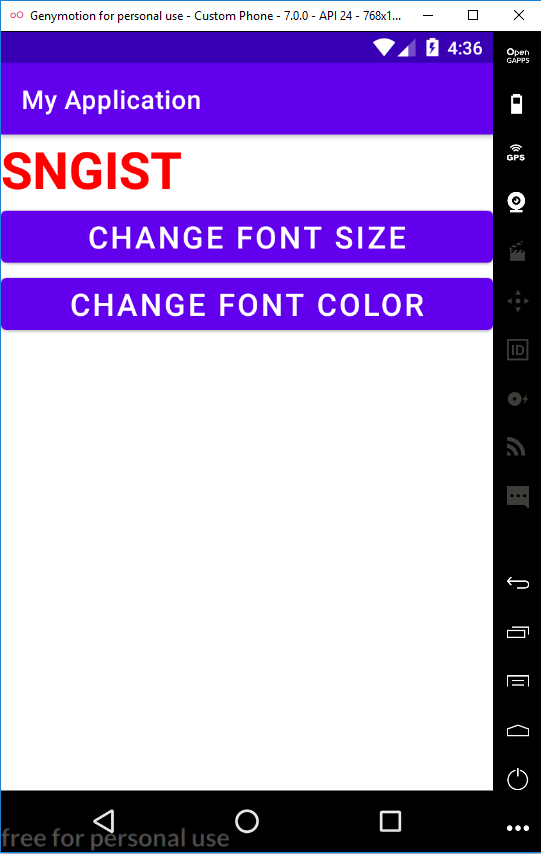 Genymotion for personal use - Custom Phone - 7.0.0 - API 24 - 768x1...
4:36
Open
GAPPS
My Application
GPS
SNGIST
CHANGE FONT SIZE
CHANGE FONT COLOR
ID
free for personal use